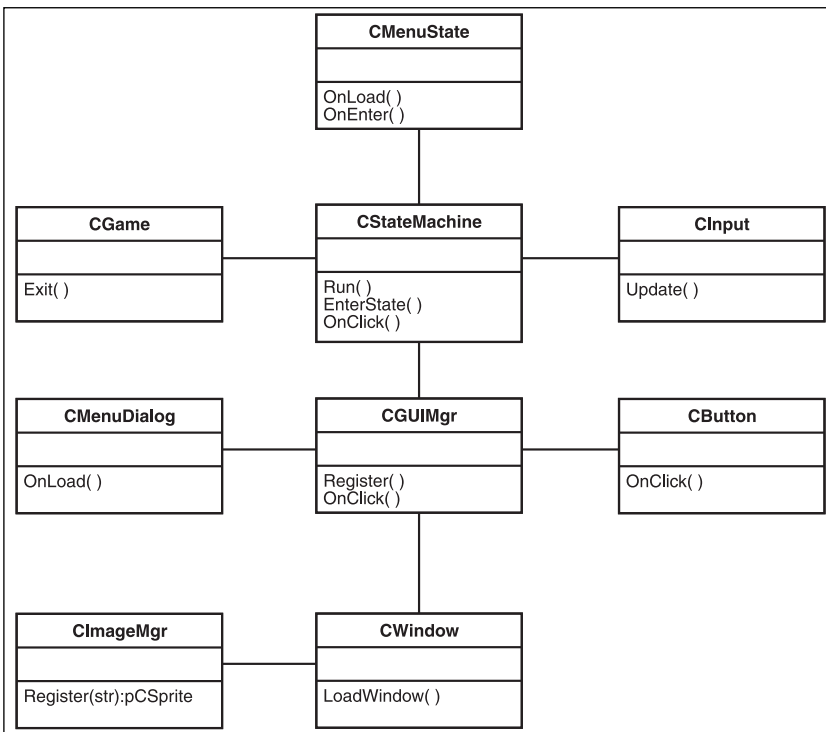 CMenuState
OnLoad( )
OnEnter( )
CGame
Exit( )
CStateMachine
Run( )
EnterState( )
OnClick( )
CInput
Update( )
CMenuDialog
OnLoad( )
CGUIMgr
Register( )
OnClick( )
CButton
OnClick( )
CImageMgr
Register(str):pCSprite
CWindow
LoadWindow( )